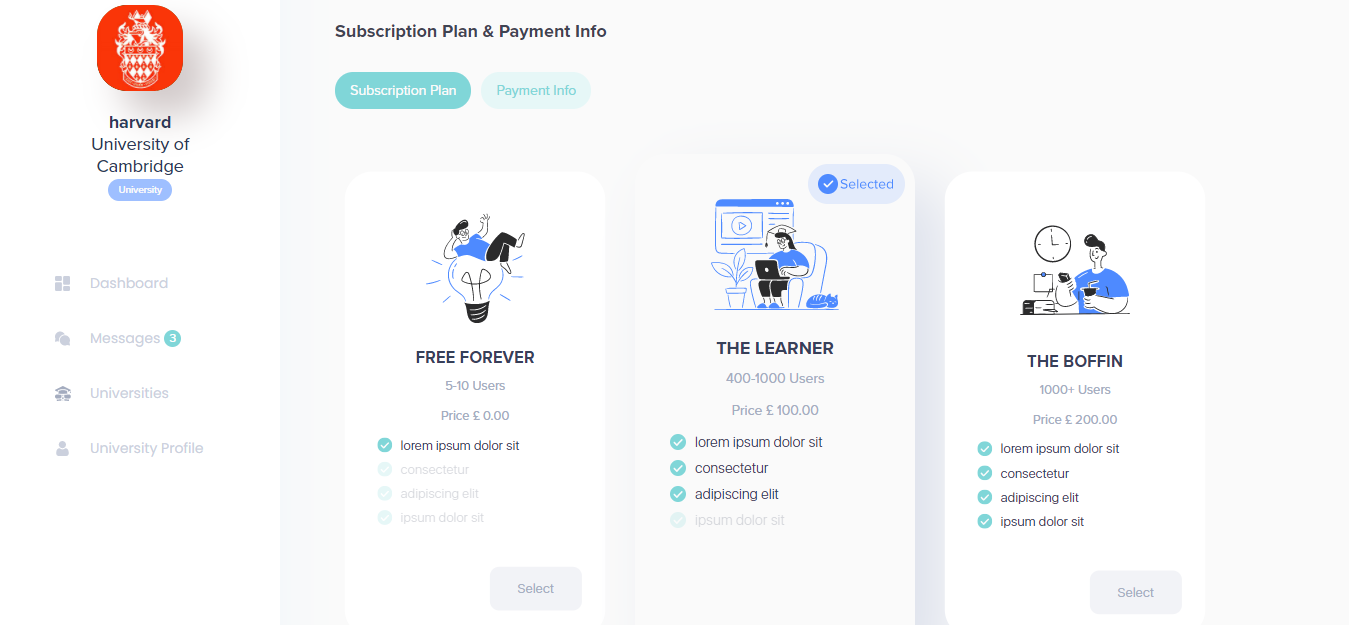 harvard
University of
Cambridge
University
Dashboard
Messages 3
Universities
University Profile
Subscription Plan & Payment Info
Subscription Plan
Payment Info
FREE FOREVER
5-10 Users
Price £ 0.00
lorem ipsum dolor sit
consectetur
adipiscing elit
ipsum dolor sit
Select
Selected
THE LEARNER
400-1000 Users
Price £ 100.00
lorem ipsum dolor sit
consectetur
adipiscing elit
ipsum dolor sit
THE BOFFIN
1000+ Users
Price £ 200.00
lorem ipsum dolor sit
consectetur
adipiscing elit
ipsum dolor sit
Select